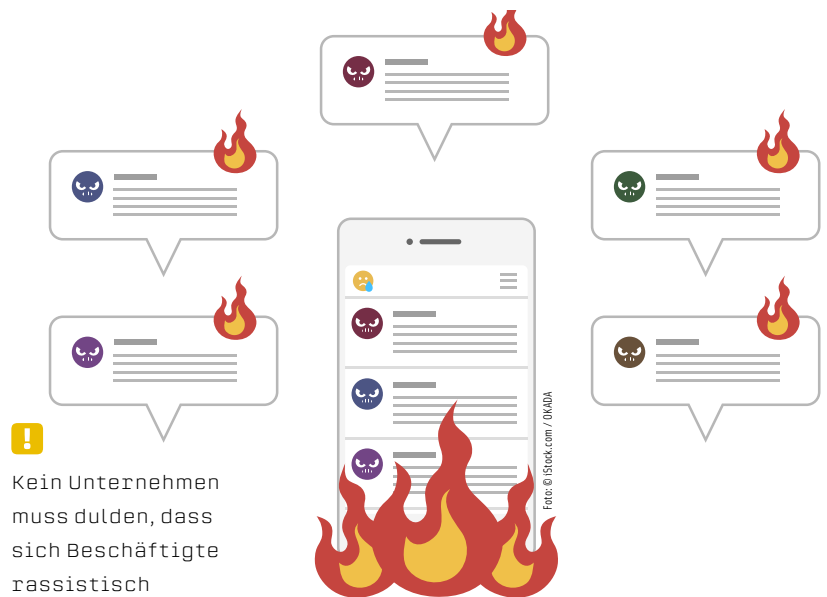 !
Kein Unternehmen
muss dulden, dass
sich Beschäftigte
rassistisch
Foto: © iStock.com / OKADA